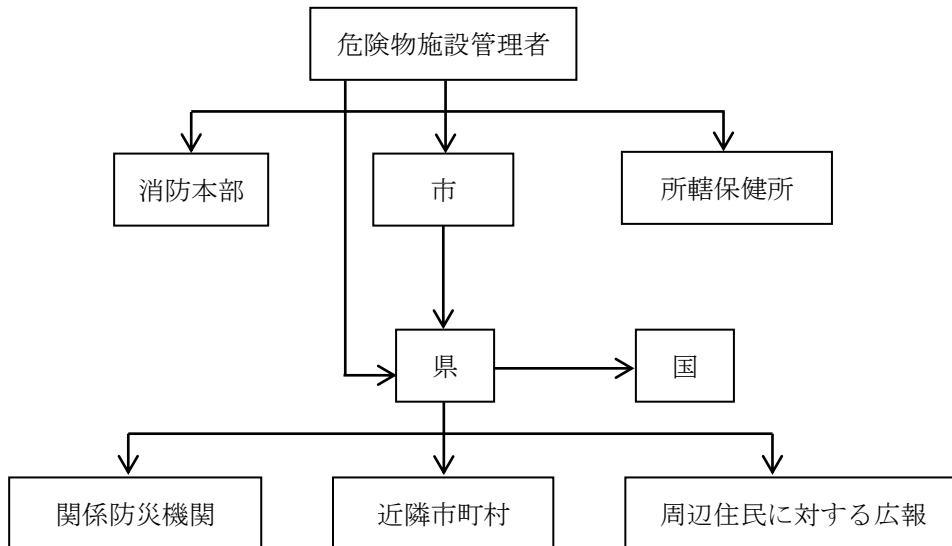 危険物施設管理者
消防本部
市
所轄保健所
県
国
関係防災機関
近隣市町村
周辺住民に対する広報